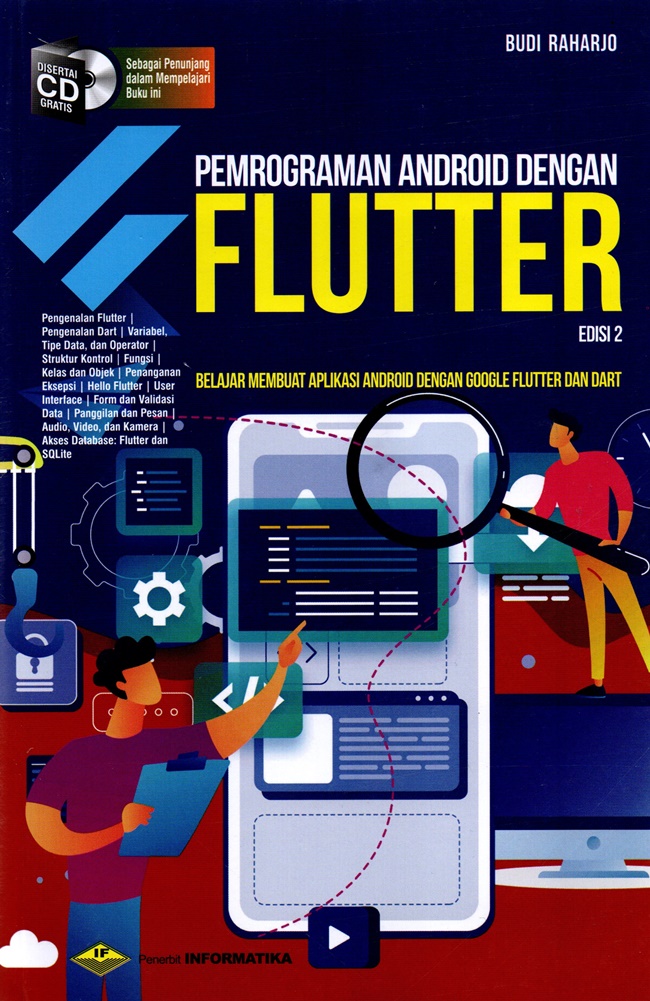 BUDI RAHARJO
DISERTAI
CD
GRATIS
Sebagai Penunjang
dalam Mempelajari
Buku ini
PEMROGRAMAN ANDROID DENGAN
FLUTTER
EDISI 2
BELAJAR MEMBUAT APLIKASI ANDROID DENGAN GOOGLE FLUTTER DAN DART
Pengenalan Flutter |
Pengenalan Dart | Variabel,
Tipe Data, dan Operator |
Struktur Kontrol | Fungsi |
Kelas dan Objek | Penanganan
Eksepsi | Hello Flutter | User
Interface | Form dan Validasi
Data | Panggilan dan Pesan |
Audio, Video, dan Kamera |
Akses Database: Flutter dan
SQLite
</>
IF
Penerbit INFORMATIKA